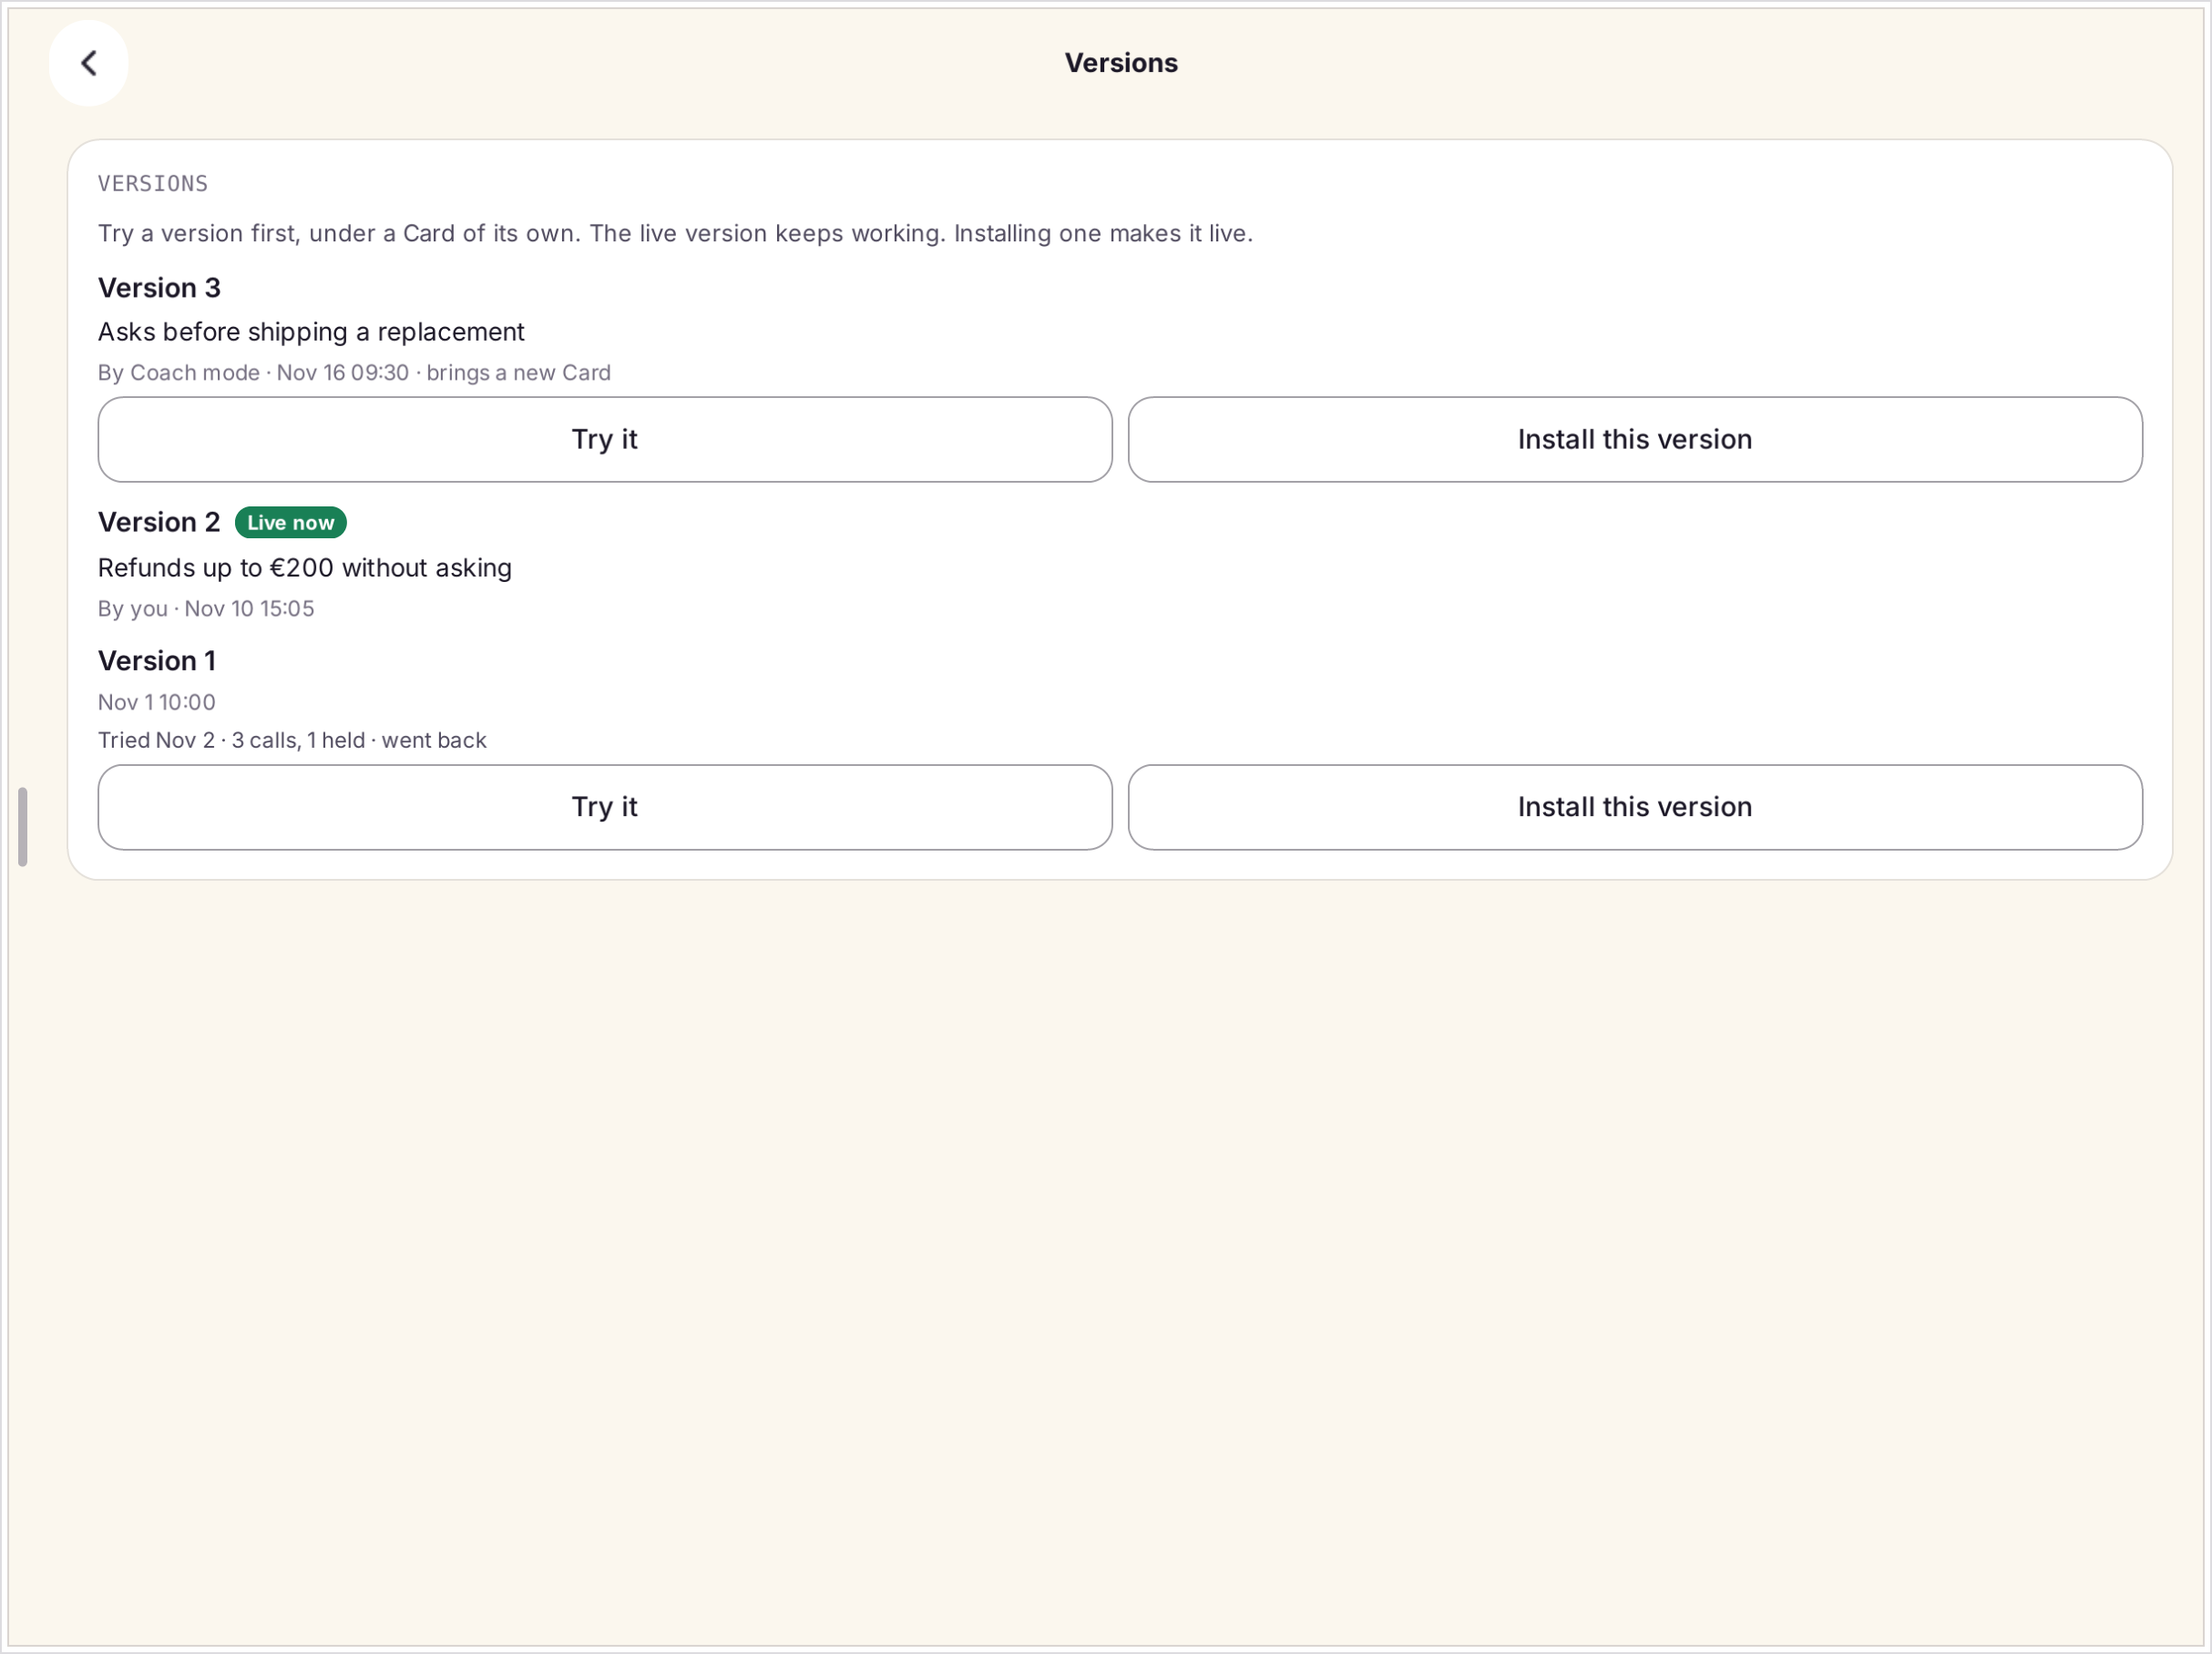 Versions
VERSIONS
Try a version first, under a Card of its own. The live version keeps working. Installing one makes it live.
Version 3
Asks before shipping a replacement
By Coach mode · Nov 16 09:30 · brings a new Card
Try it
Install this version
Version 2 Live now
Refunds up to €200 without asking
By you · Nov 10 15:05
Version 1
Nov 1 10:00
Tried Nov 2 · 3 calls, 1 held · went back
Try it
Install this version